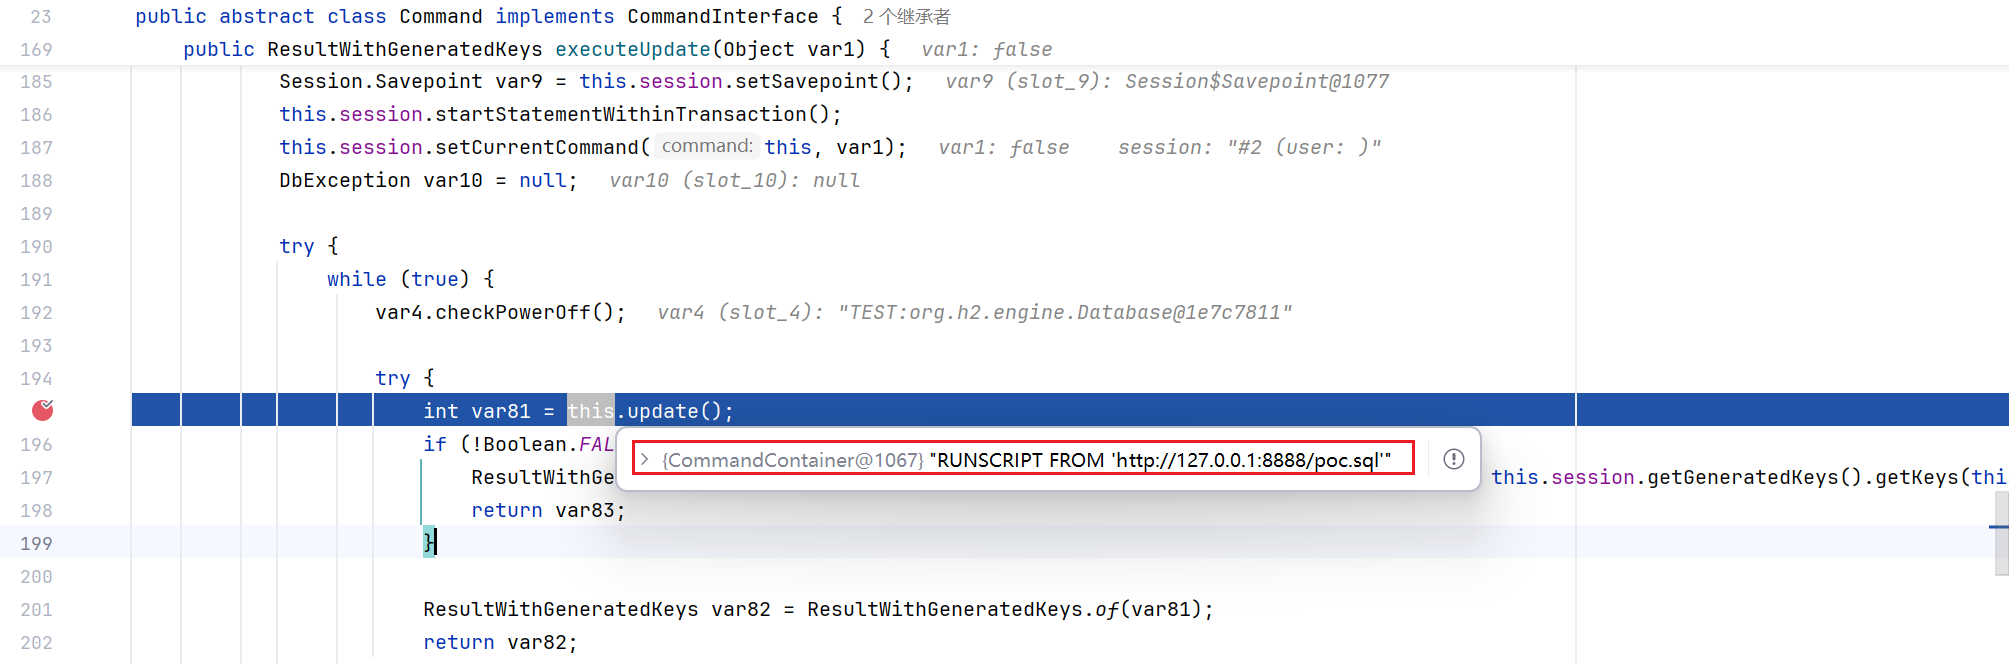 23 public abstract class Command implements CommandInterface { 2 个继承者
169 public ResultWithGeneratedKeys executeUpdate(Object var1) { var1: false
185 Session.Savepoint var9 = this.session.setSavepoint(); var9 (slot_9): Session$Savepoint@1077
186 this.session.startStatementWithinTransaction();
187 this.session.setCurrentCommand( command: this, var1); var1: false session: "#2 (user: )"
188 DbException var10 = null; var10 (slot_10): null
189
190 try {
191 while (true) {
192 var4.checkPowerOff(); var4 (slot_4): "TEST:org.h2.engine.Database@1e7c7811"
193
194 try {
int var81 = this.update();
196 if (!Boolean.FAL
{CommandContainer@1067} "RUNSCRIPT FROM 'http://127.0.0.1:8888/poc.sql'"
197 ResultWithGe this.session.getGeneratedKeys().getKeys(thi
198 return var83;
199 }
200
201 ResultWithGeneratedKeys var82 = ResultWithGeneratedKeys.of(var81);
202 return var82;